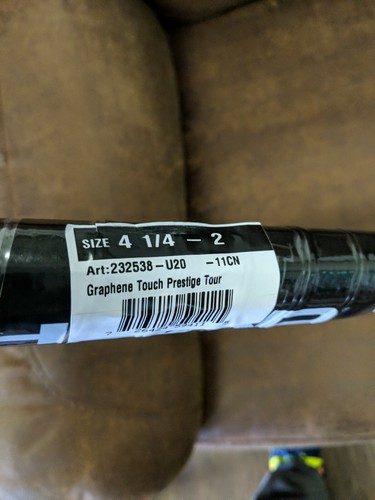 SIZE 4 1/4 - 2
Art:232538-U20 -11CN
Graphene Touch Prestige Tour